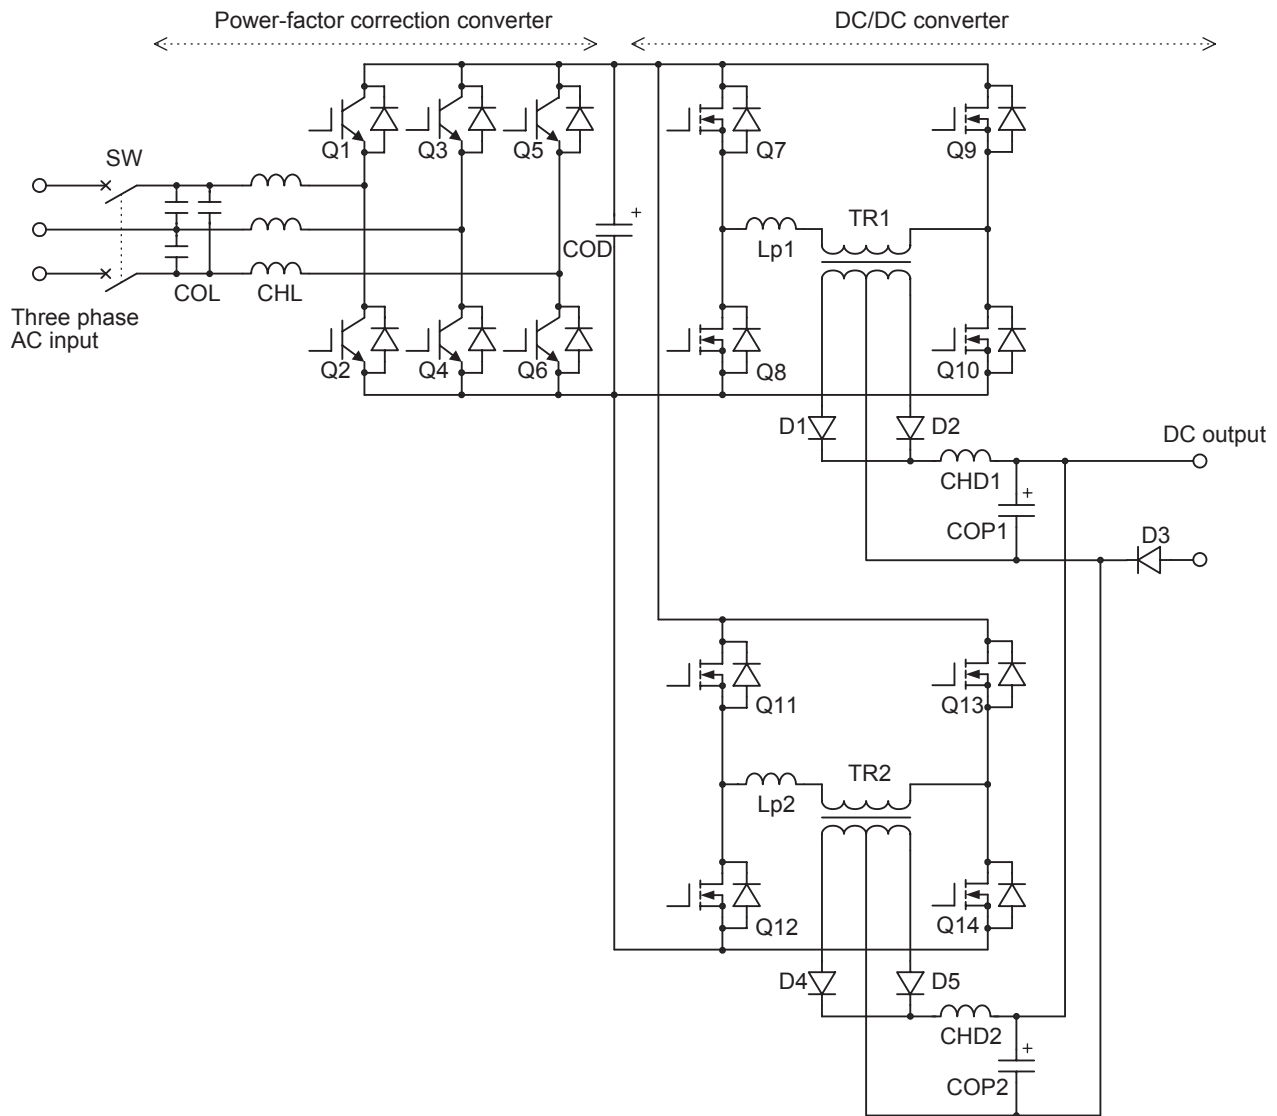 Power-factor correction converter
DC/DC converter
Q1
Q3
Q5
Q7
Q9
SW
COL
CHL
COD
+
Lp1
TR1
Three phase
AC input
Q2
Q4
Q6
Q8
Q10
D1
D2
DC output
CHD1
+
COP1
D3
Q11
Q13
Lp2
TR2
Q12
Q14
D4
D5
CHD2
+
COP2